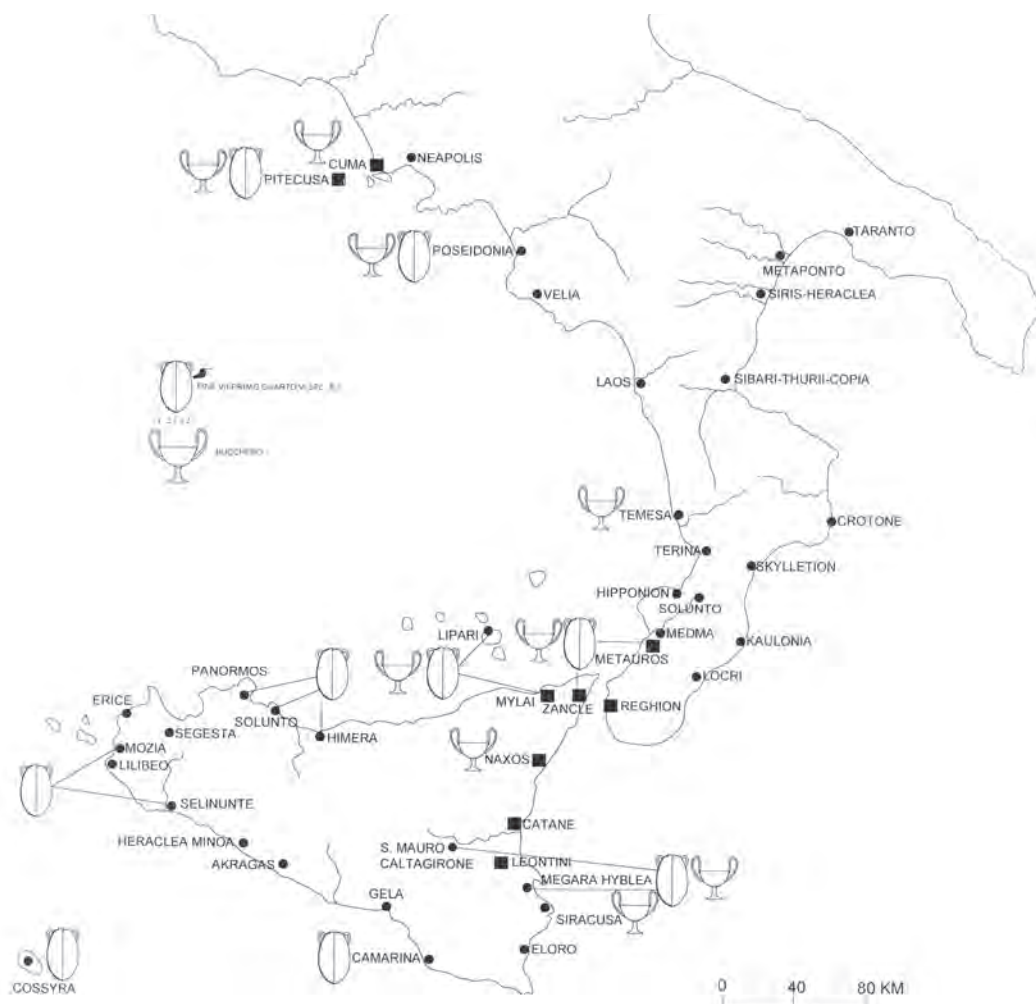 CUMA
NEAPOLIS
PITECUSA
TARANTO
POSEIDONIA
METAPONTO
VELIA
SIRIS-HERACLEA
LAOS
SIBARI-THURII-COPIA
BUCCHERO
TEMESA
CROTONE
TERINA
SKYLLETION
HIPPONION
SOLUNTO
LIPARI
MEDMA
KAULONIA
METAUROS
PANORMOS
LOCRI
ERICE
MYLAI
ZANCLE
REGHION
SOLUNTO
SEGESTA
HIMERA
MOZIA
NAXOS
LILIBEO
SELINUNTE
CATANE
HERACLEA MINOA
S. MAURO
CALTAGIRONE
LEONTINI
AKRAGAS
MEGARA HYBLEA
GELA
SIRACUSA
CAMARINA
ELORO
COSSYRA
0 40 80 KM